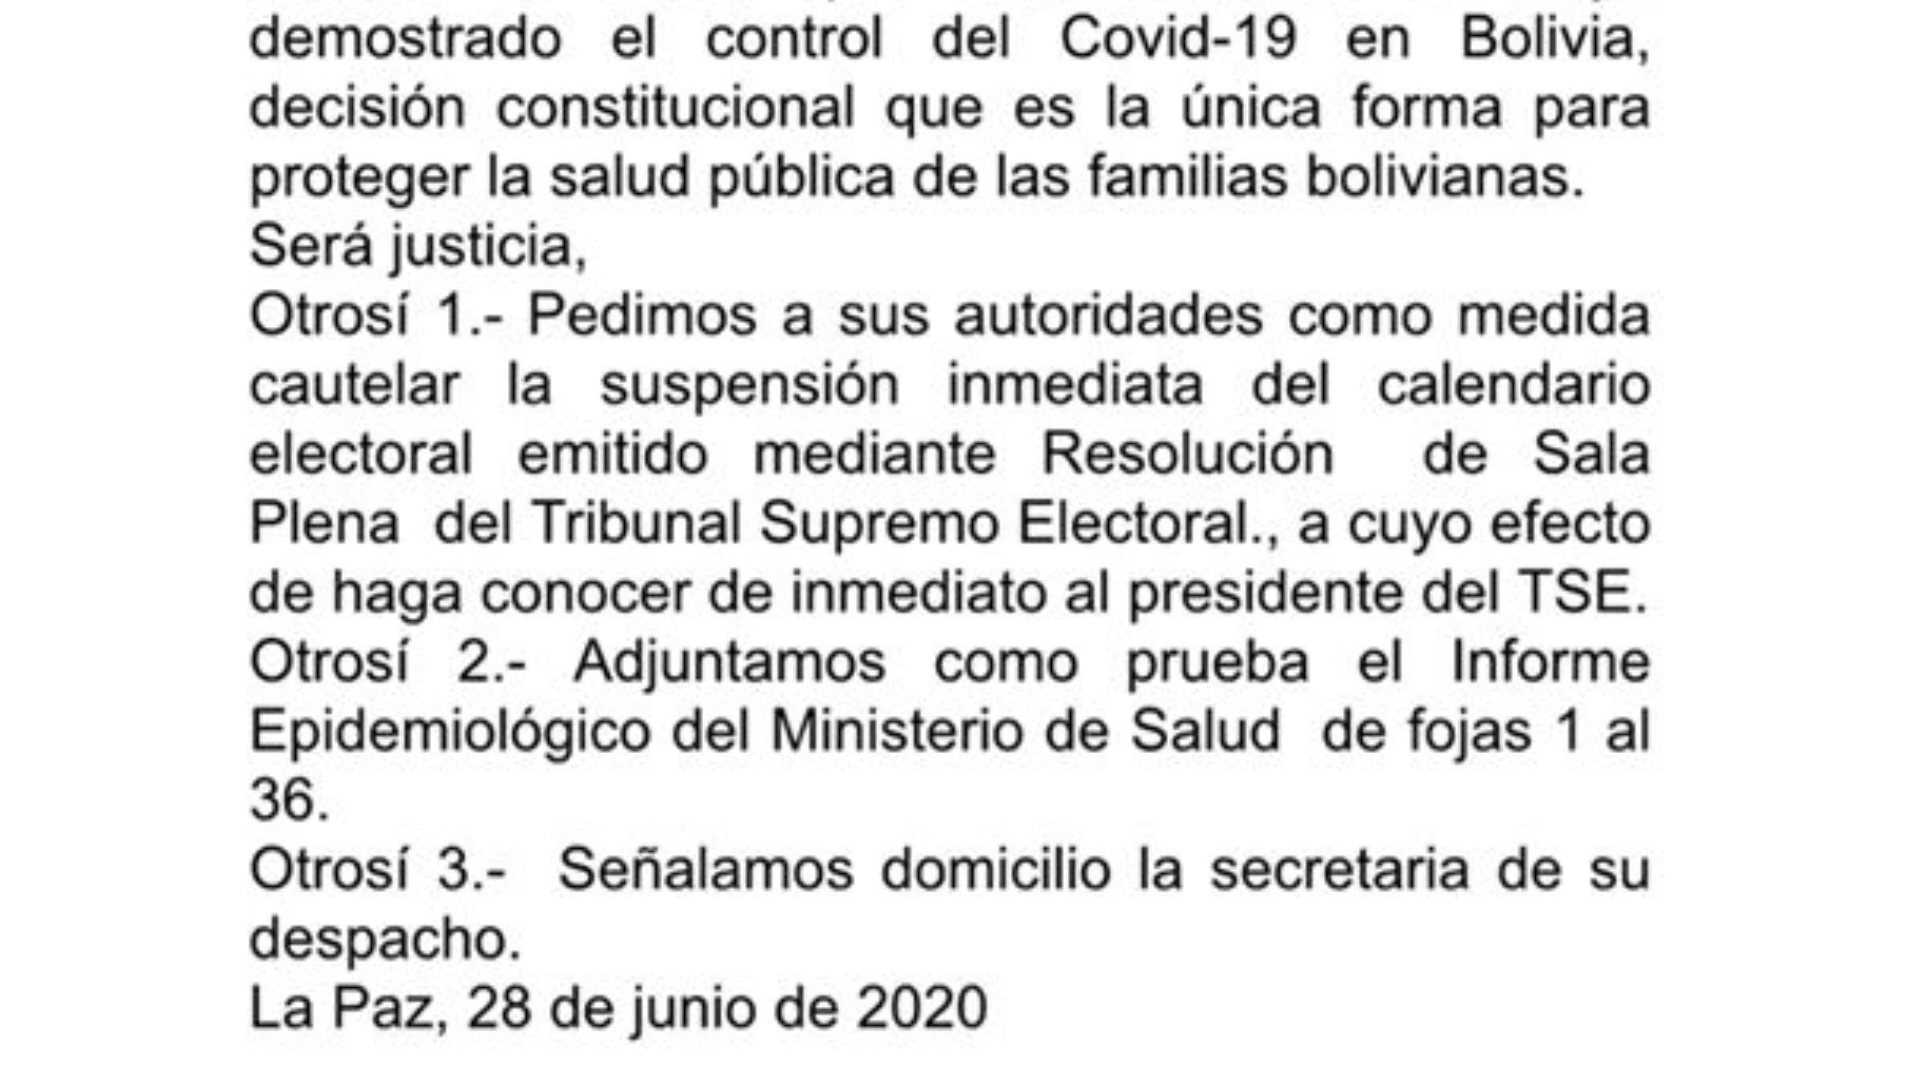 demostrado el control del Covid-19 en Bolivia,
decisión constitucional que es la única forma para
proteger la salud pública de las familias bolivianas.
Será justicia,
Otrosí 1.- Pedimos a sus autoridades como medida
cautelar la suspensión inmediata del calendario
electoral emitido mediante Resolución de Sala
Plena del Tribunal Supremo Electoral., a cuyo efecto
de haga conocer de inmediato al presidente del TSE.
Otrosí 2.- Adjuntamos como prueba el Informe
Epidemiológico del Ministerio de Salud de fojas 1 al
36.
Otrosí 3.- Señalamos domicilio la secretaria de su
despacho.
La Paz, 28 de junio de 2020